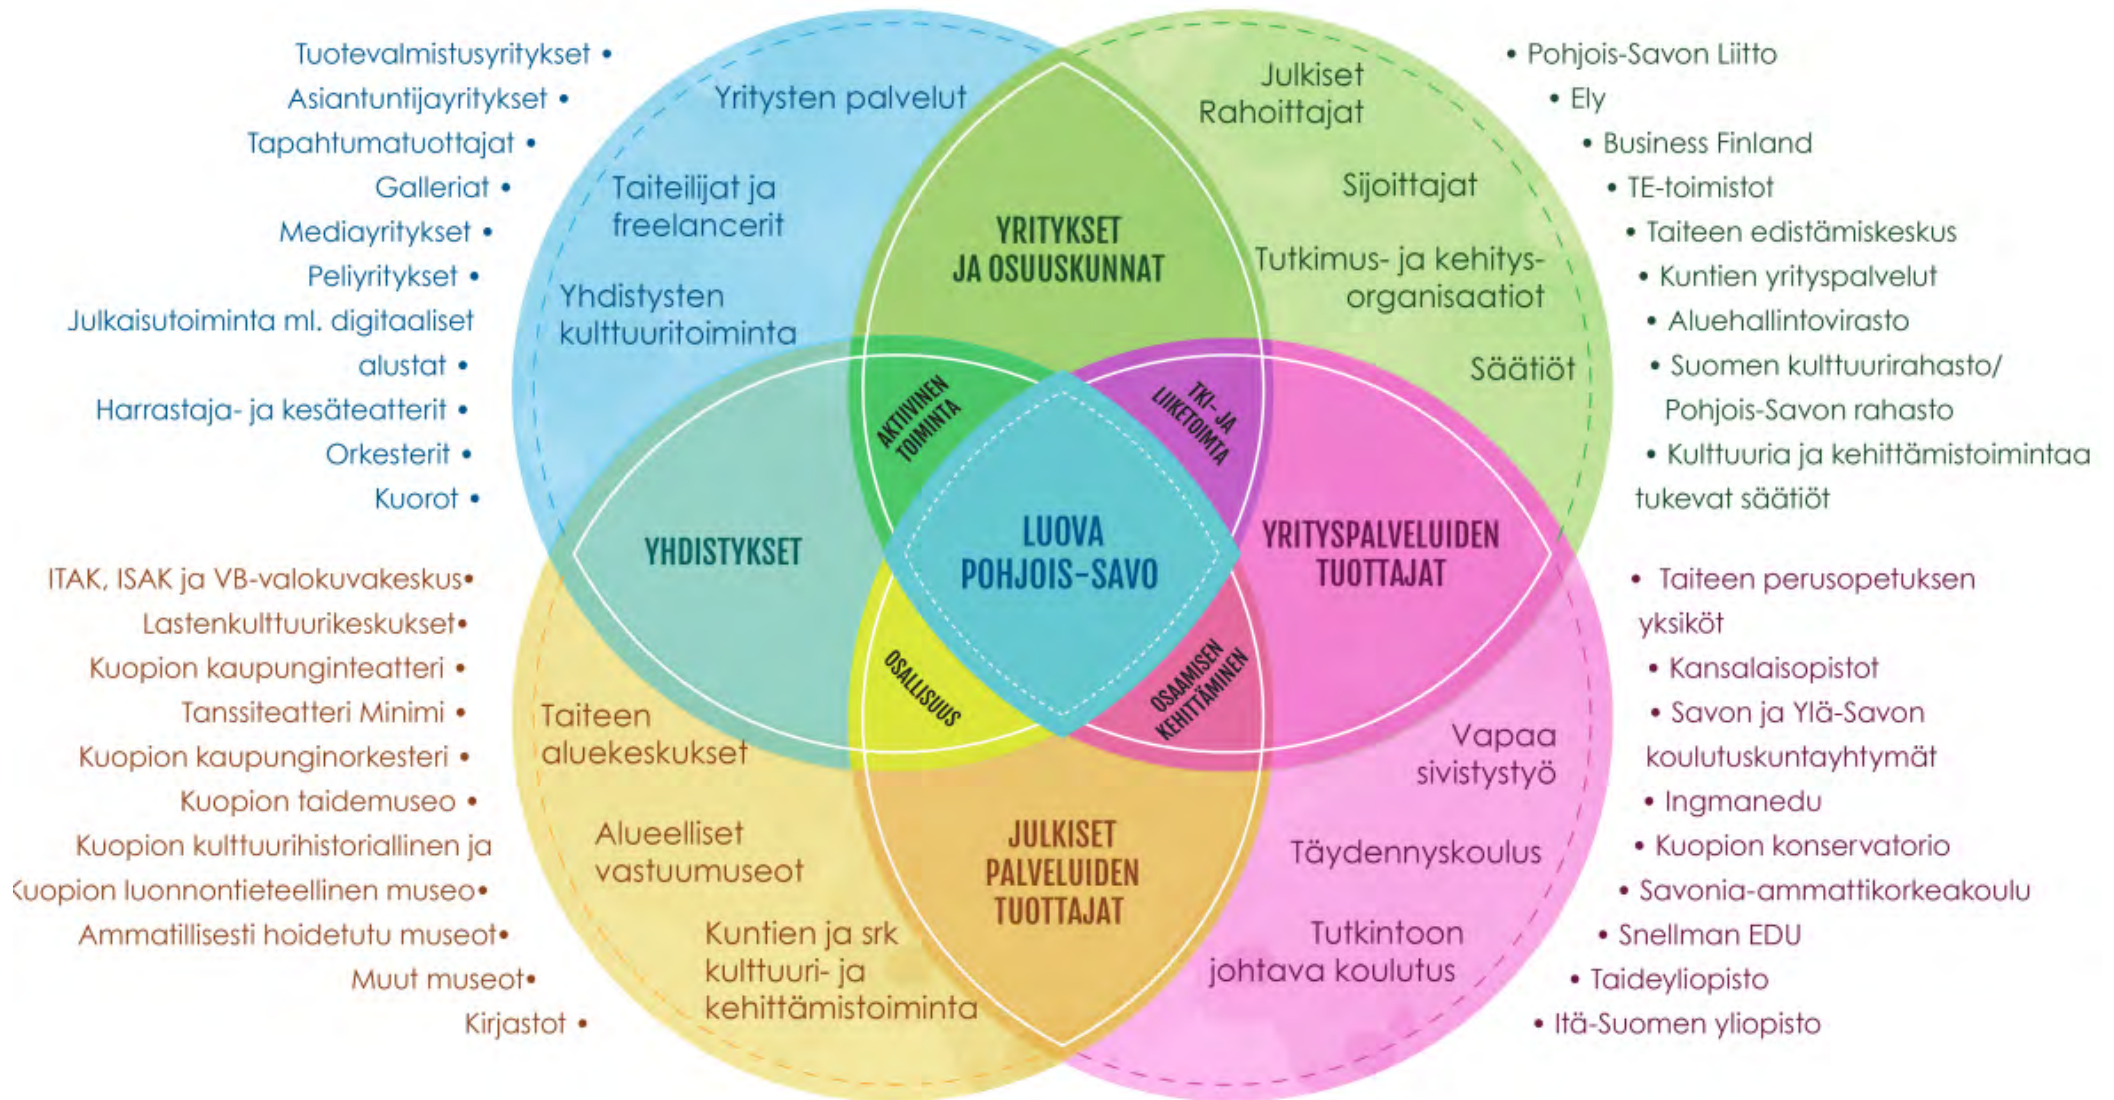 Tuotevalmistusyritykset •
Asiantuntijayritykset •
Tapahtumatuottajat •
Galleriat •
Mediayritykset •
Peliyritykset •
Julkaisutoiminta ml. digitaaliset
alustat •
Harrastaja- ja kesäteatterit •
Orkesterit •
Kuorot •
ITAK, ISAK ja VB-valokuvakeskus•
Lastenkulttuurikeskukset•
Kuopion kaupunginteatteri •
Tanssiteatteri Minimi •
Kuopion kaupunginorkesteri •
Kuopion taidemuseo •
Kuopion kulttuurihistoriallinen ja
Kuopion luonnontieteellinen museo•
Ammatillisesti hoidetutu museot•
Muut museot•
Kirjastot •
Yritysten palvelut
Taiteilijat ja
freelancerit
Yhdistysten
kulttuuritoiminta
Julkiset
Rahoittajat
Sijoittajat
Tutkimus- ja kehitys-
organisaatiot
Säätiöt
YRITYKSET
JA OSUUSKUNNAT
AKTIIVINEN
TOIMINTA
TKI- JA
LIIKETOIMTA
YHDISTYKSET
LUOVA
POHJOIS-SAVO
YRITYSPALVELUIDEN
TUOTTAJAT
OSALLISUUS
OSAAMISEN
KEHITTÄMINEN
JULKISET
PALVELUIDEN
TUOTTAJAT
Taiteen
aluekeskukset
Alueelliset
vastuumuseot
Kuntien ja srk
kulttuuri- ja
kehittämistoiminta
Vapaa
sivistystyö
Täydennyskoulus
Tutkintoon
johtava koulutus
• Pohjois-Savon Liitto
• Ely
• Business Finland
• TE-toimistot
• Taiteen edistämiskeskus
• Kuntien yrityspalvelut
• Aluehallintovirasto
• Suomen kulttuurirahasto/
Pohjois-Savon rahasto
• Kulttuuria ja kehittämistoimintaa
tukevat säätiöt
• Taiteen perusopetuksen
yksiköt
• Kansalaisopistot
• Savon ja Ylä-Savon
koulutuskuntayhtymät
• Ingmanedu
• Kuopion konservatorio
• Savonia-ammattikorkeakoulu
• Snellman EDU
• Taideyliopisto
• Itä-Suomen yliopisto